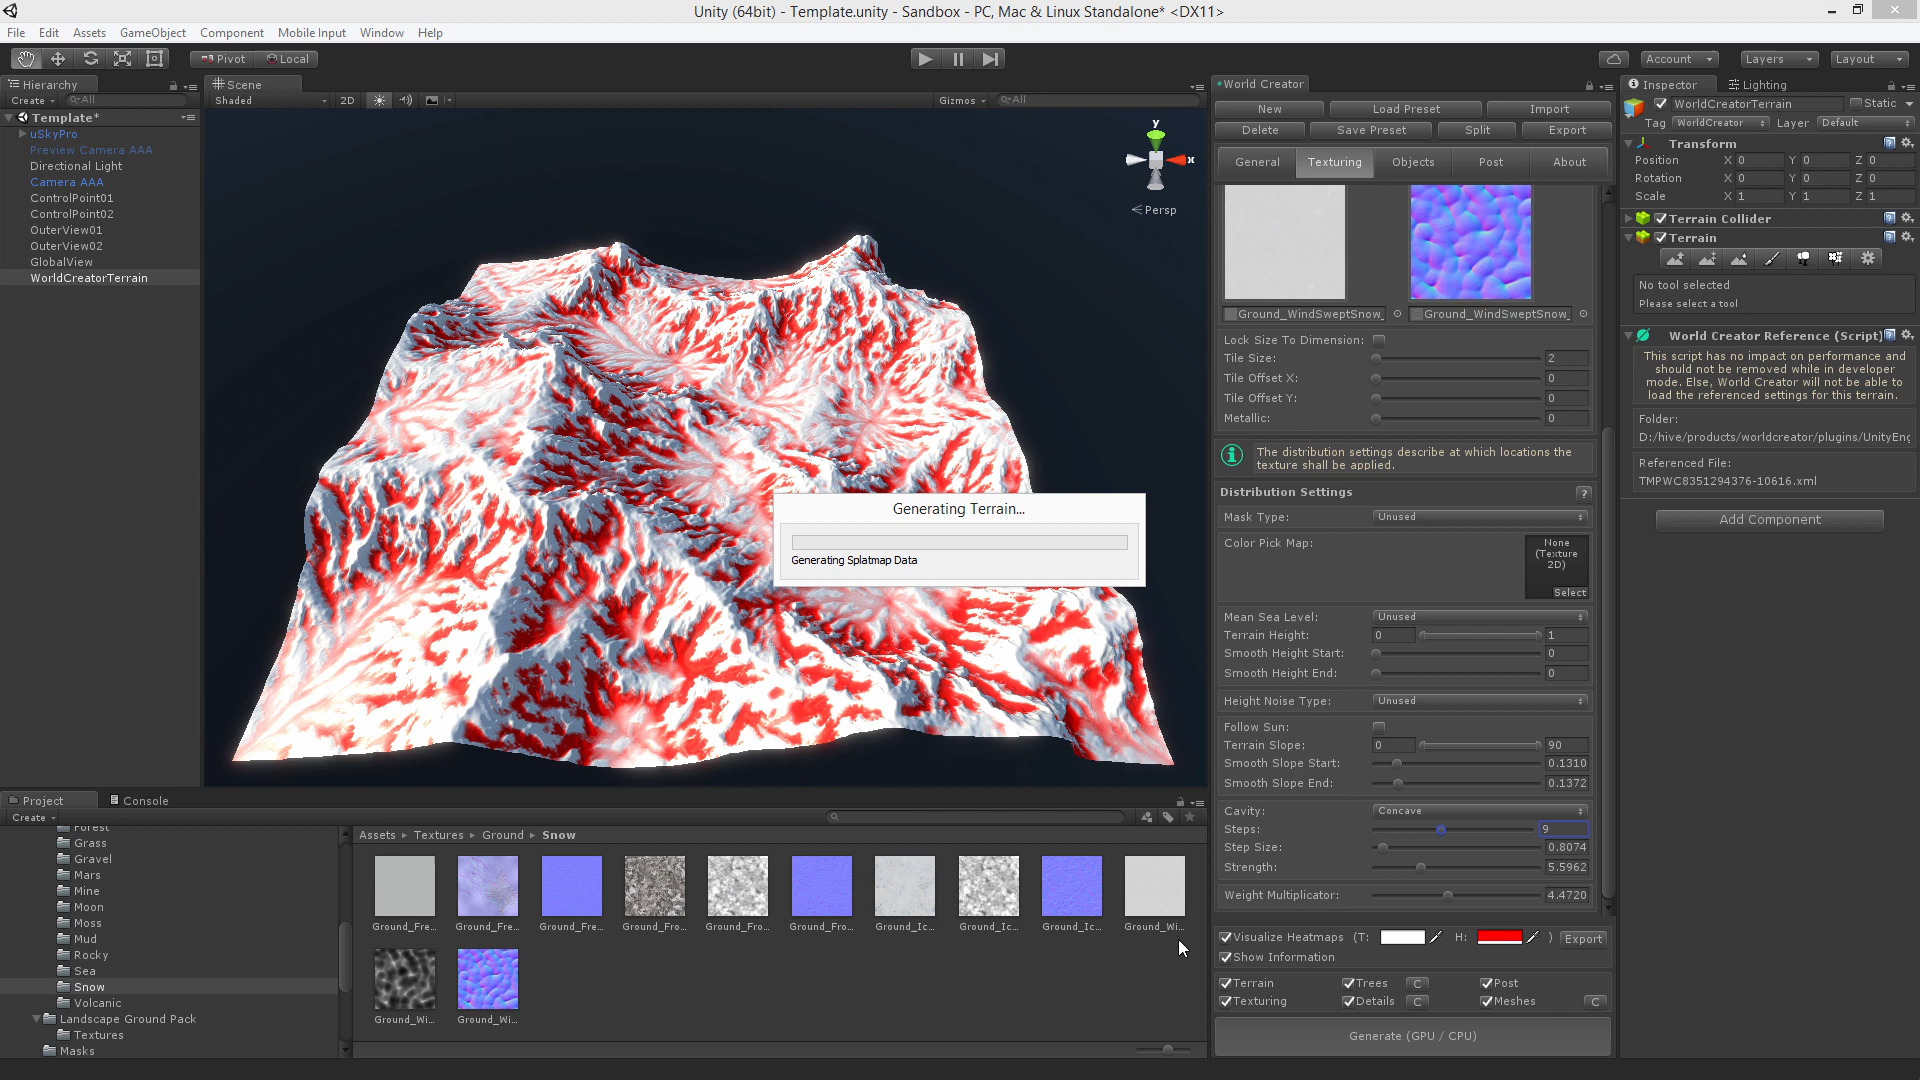 Unity (64bit) - Template.unity - Sandbox - PC, Mac & Linux Standalone* <DX11>
File Edit Assets GameObject Component Mobile Input Window Help
Pivot Local
Account Layers Layout
Hierarchy
Create All
Template*
uSkyPro
Preview Camera AAA
Directional Light
Camera AAA
ControlPoint01
ControlPoint02
OuterView01
OuterView02
GlobalView
WorldCreatorTerrain
Scene
Shaded 2D Gizmos All
y
x
Persp
Generating Terrain...
Generating Splatmap Data
World Creator
New Load Preset Import
Delete Save Preset Split Export
General Texturing Objects Post About
Ground_WindSweptSnow_ Ground_WindSweptSnow_
Lock Size To Dimension:
Tile Size: 2
Tile Offset X: 0
Tile Offset Y: 0
Metallic: 0
The distribution settings describe at which locations the
texture shall be applied.
Distribution Settings ?
Mask Type: Unused
Color Pick Map:
None
(Texture
2D)
Select
Mean Sea Level: Unused
Terrain Height: 0 1
Smooth Height Start: 0
Smooth Height End: 0
Height Noise Type: Unused
Follow Sun:
Terrain Slope: 0 90
Smooth Slope Start: 0.1310
Smooth Slope End: 0.1372
Cavity: Concave
Steps: 9
Step Size: 0.8074
Strength: 5.5962
Weight Multiplicator: 4.4720
Visualize Heatmaps (T: H: ) Export
Show Information
Terrain Trees C Post
Texturing Details C Meshes C
Generate (GPU / CPU)
Inspector Lighting
WorldCreatorTerrain Static
Tag WorldCreator Layer Default
Transform
Position X 0 Y 0 Z 0
Rotation X 0 Y 0 Z 0
Scale X 1 Y 1 Z 1
Terrain Collider
Terrain
No tool selected
Please select a tool
World Creator Reference (Script)
This script has no impact on performance and
should not be removed while in developer
mode. Else, World Creator will not be able to
load the referenced settings for this terrain.
Folder:
D:/hive/products/worldcreator/plugins/UnityEng
Referenced File:
TMPWC8351294376-10616.xml
Add Component
Project Console
Create
Forest
Grass
Gravel
Mars
Mine
Moon
Moss
Mud
Rocky
Sea
Snow
Volcanic
Landscape Ground Pack
Textures
Masks
Assets Textures Ground Snow
Ground_Fre... Ground_Fre... Ground_Fre... Ground_Fro... Ground_Fro... Ground_Fro... Ground_Ic... Ground_Ic... Ground_Ic... Ground_Wi...
Ground_Wi... Ground_Wi...